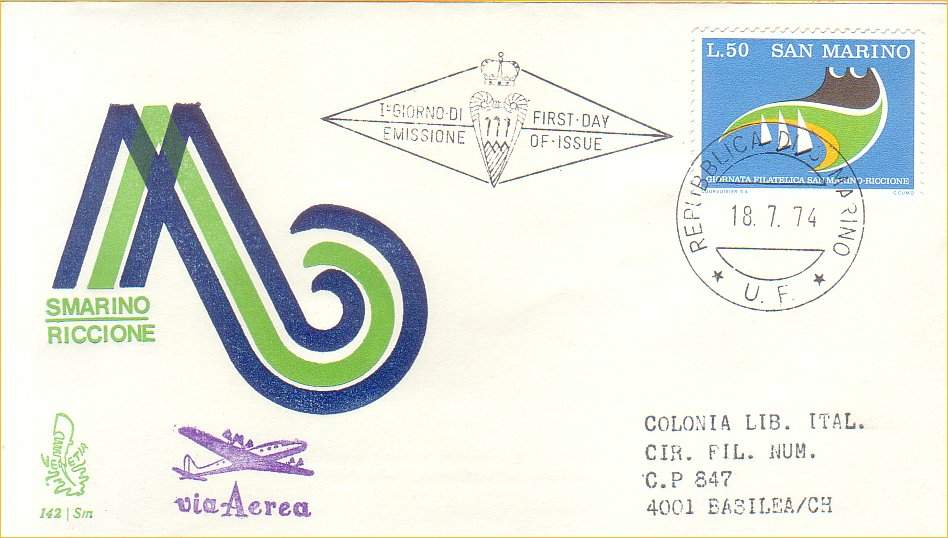 L.50 SAN MARINO
GIORNATA FILATELICA SAN MARINO-RICCIONE
COURVOISIER S.A.
1° GIORNO·DI
EMISSIONE
FIRST·DAY
OF·ISSUE
REPUBBLICA DI S. MARINO
18.7.74
U. F.
SMARINO
RICCIONE
142 | Sm
via Aerea
COLONIA LIB. ITAL.
CIR. FIL. NUM.
C.P 847
4001 BASILEA/CH